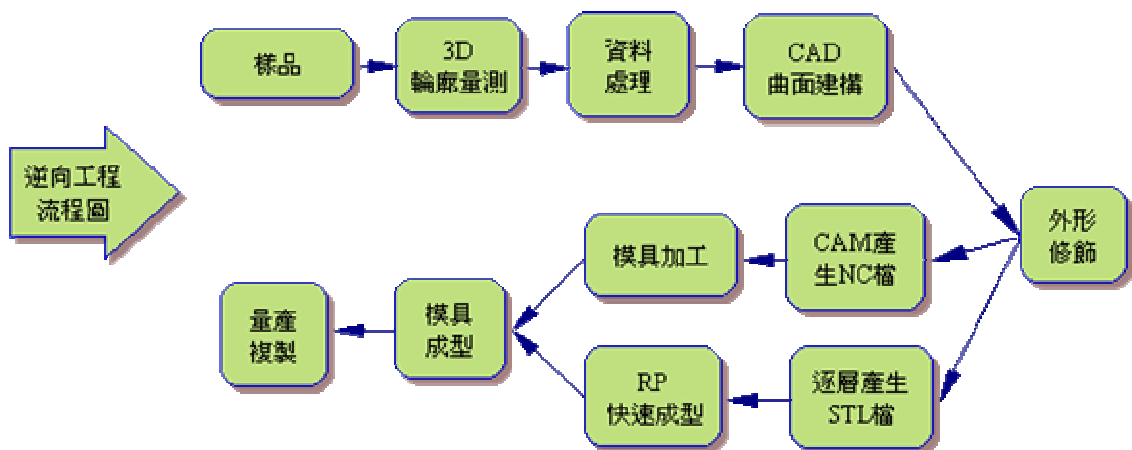 逆向工程
流程圖
樣品
3D
輪廓量測
資料
處理
CAD
曲面建構
外形
修飾
CAM產
生NC檔
模具加工
逐層產生
STL檔
RP
快速成型
模具
成型
量產
複製